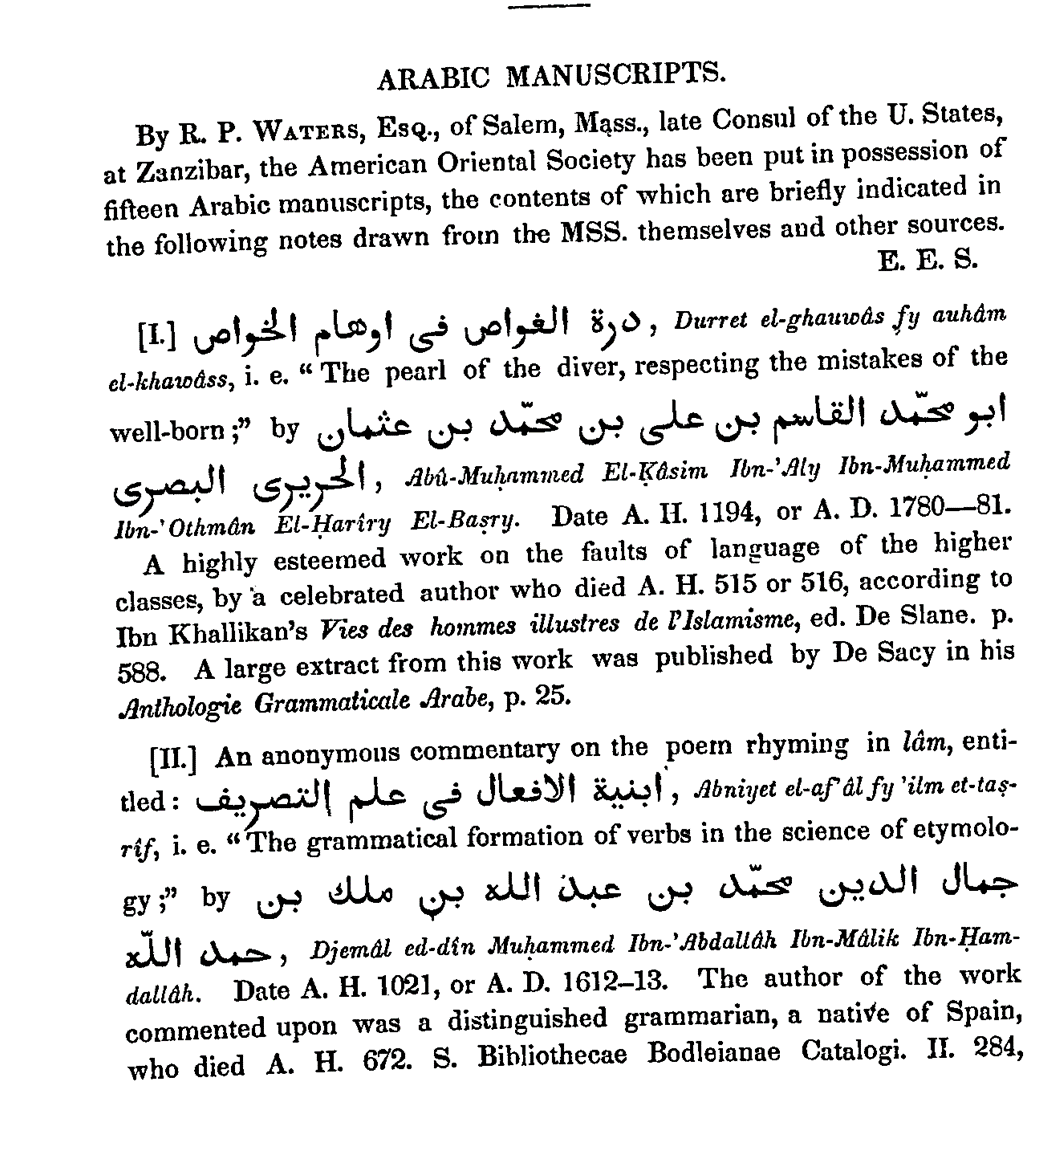 ARABIC MANUSCRIPTS.
By R. P. WATERS, ESQ., of Salem, Mass., late Consul of the U. States,
at Zanzibar, the American Oriental Society has been put in possession of
fifteen Arabic manuscripts, the contents of which are briefly indicated in
the following notes drawn from the MSS. themselves and other sources.
E. E. S.
[I.] درة الغواص فى اوهام الخواص, Durret el-ghauwâs fy auhâm
el-khawâss, i. e. “The pearl of the diver, respecting the mistakes of the
well-born;” by ابو محمّد القاسم بن على بن محمّد بن عثمان
الحريرى البصرى, Abû-Muḥammed El-Ḳâsim Ibn-’Aly Ibn-Muḥammed
Ibn-’Othmân El-Ḥarîry El-Baṣry. Date A. H. 1194, or A. D. 1780—81.
A highly esteemed work on the faults of language of the higher
classes, by a celebrated author who died A. H. 515 or 516, according to
Ibn Khallikan’s Vies des hommes illustres de l’Islamisme, ed. De Slane. p.
588. A large extract from this work was published by De Sacy in his
Anthologie Grammaticale Arabe, p. 25.
[II.] An anonymous commentary on the poem rhyming in lâm, enti-
tled: ابنية الافعال فى علم التصريف, Abniyet el-af’âl fy ’ilm et-taṣ-
rîf, i. e. “The grammatical formation of verbs in the science of etymolo-
gy;” by جمال الدين محمّد بن عبد الله بن ملك بن
حمد اللّه, Djemâl ed-dîn Muḥammed Ibn-’Abdallâh Ibn-Mâlik Ibn-Ḥam-
dallâh. Date A. H. 1021, or A. D. 1612–13. The author of the work
commented upon was a distinguished grammarian, a native of Spain,
who died A. H. 672. S. Bibliothecae Bodleianae Catalogi. II. 284,